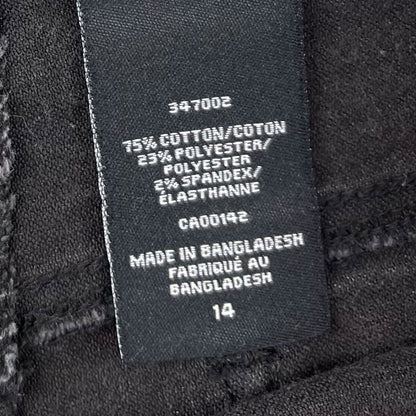 347002
75% COTTON/COTON
23% POLYESTER/
POLYESTER
2% SPANDEX/
ÉLASTHANNE
CA00142
MADE IN BANGLADESH
FABRIQUÉ AU
BANGLADESH
14